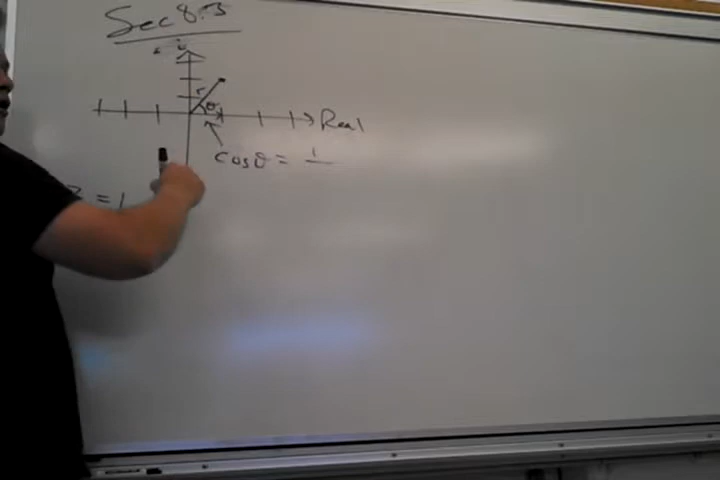 Sec 8.3
i
r
θ
Real
cosθ = 1
= 1